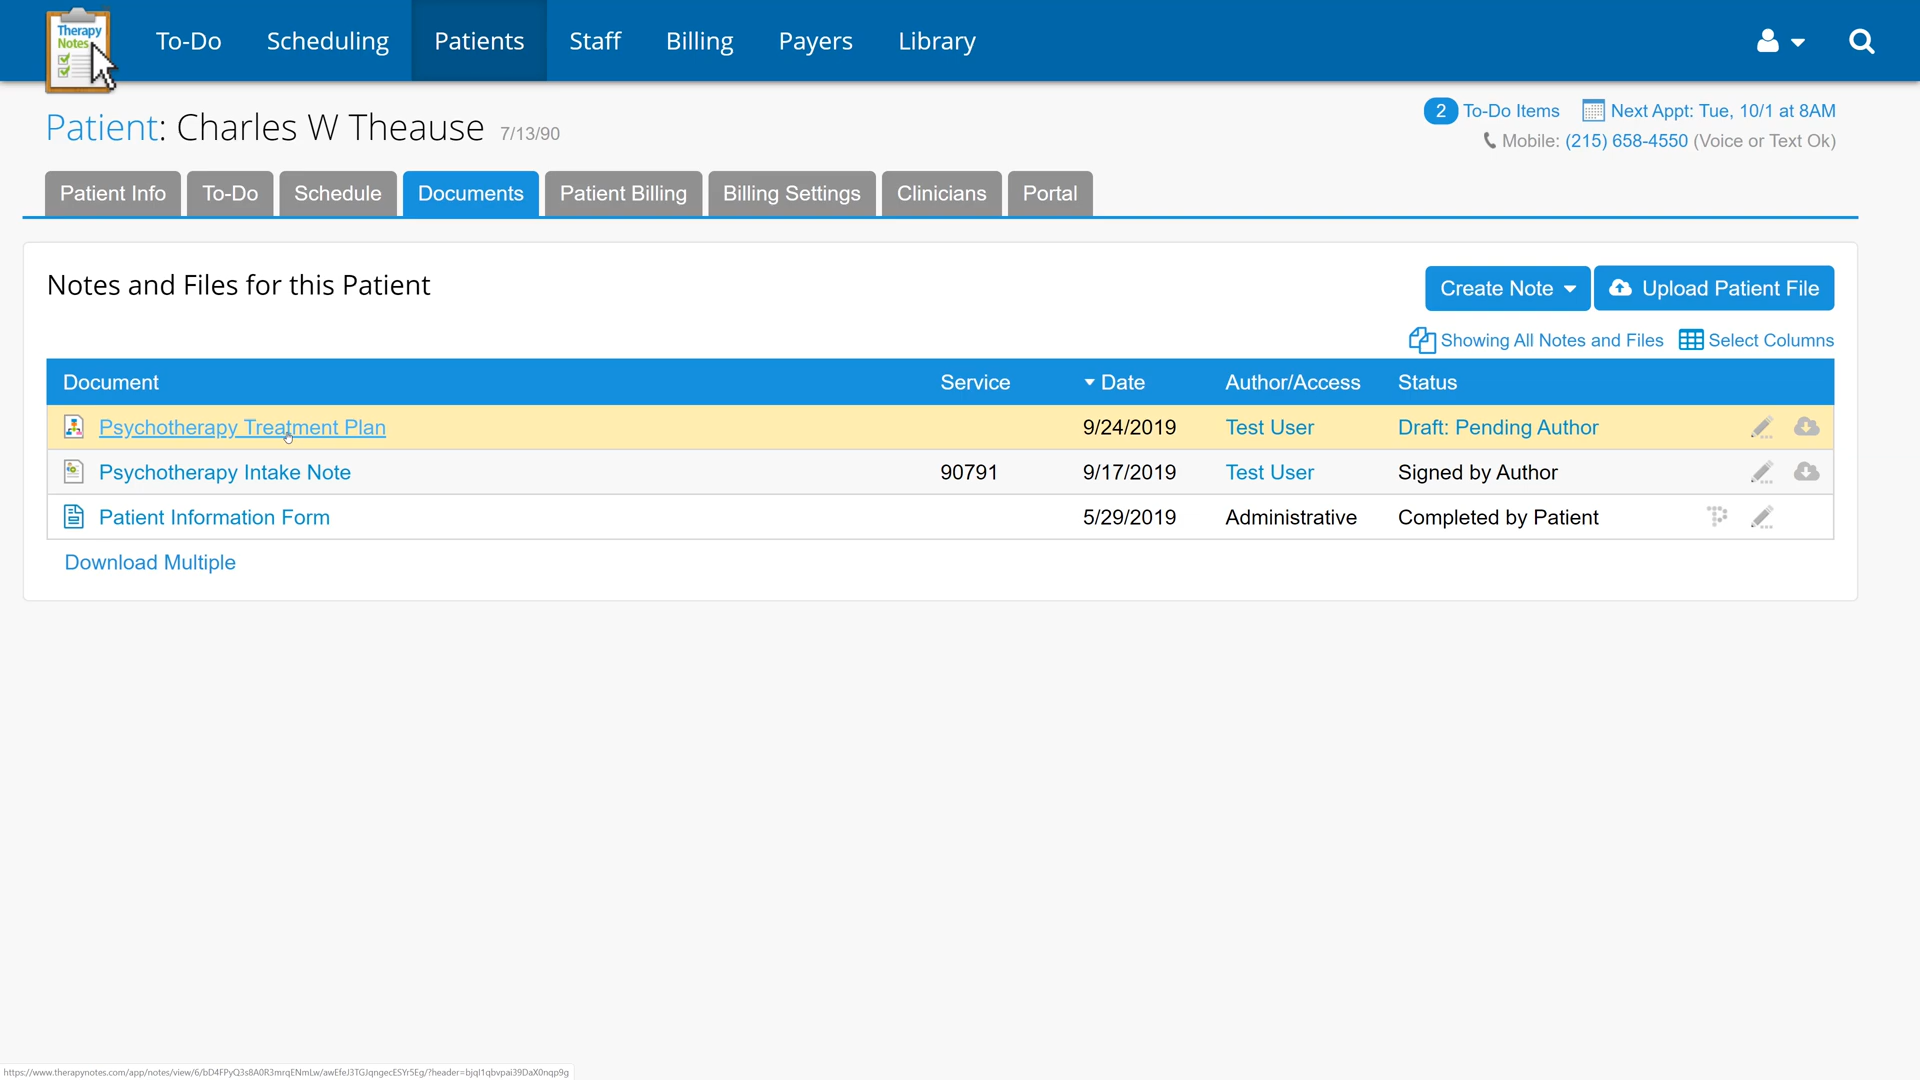 Therapy
Notes
To-Do Scheduling Patients Staff Billing Payers Library
2 To-Do Items Next Appt: Tue, 10/1 at 8AM
Patient: Charles W Theause 7/13/90
Mobile: (215) 658-4550 (Voice or Text Ok)
Patient Info To-Do Schedule Documents Patient Billing Billing Settings Clinicians Portal
Notes and Files for this Patient
Create Note Upload Patient File
Showing All Notes and Files Select Columns
Document Service Date Author/Access Status
Psychotherapy Treatment Plan 9/24/2019 Test User Draft: Pending Author
Psychotherapy Intake Note 90791 9/17/2019 Test User Signed by Author
Patient Information Form 5/29/2019 Administrative Completed by Patient
Download Multiple